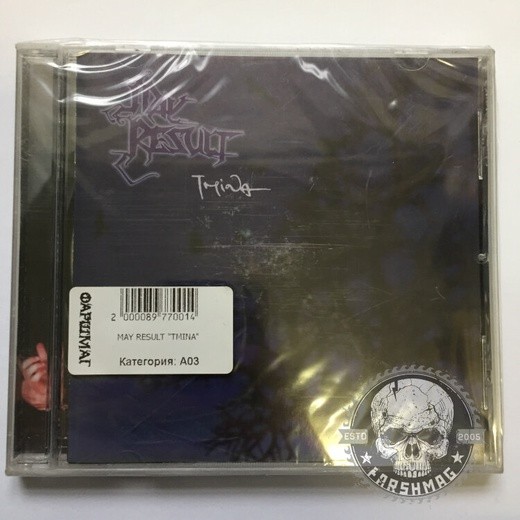 May
Result
Tmina
ФАРШМАГ
2 000089 770014
MAY RESULT "TMINA"
Категория: A03
ESTD 2005
FARSHMAG